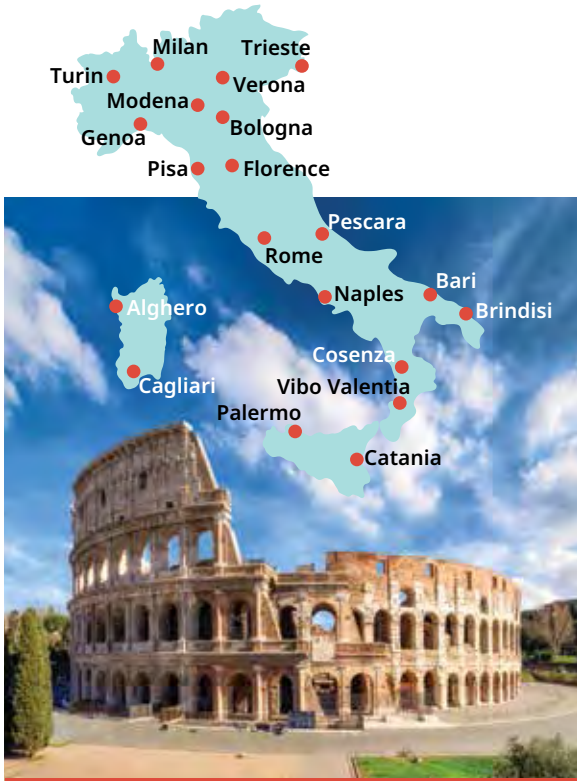 Milan
Trieste
Turin
Verona
Modena
Bologna
Genoa
Pisa
Florence
Pescara
Rome
Bari
Naples
Alghero
Brindisi
Cosenza
Cagliari
Vibo Valentia
Palermo
Catania